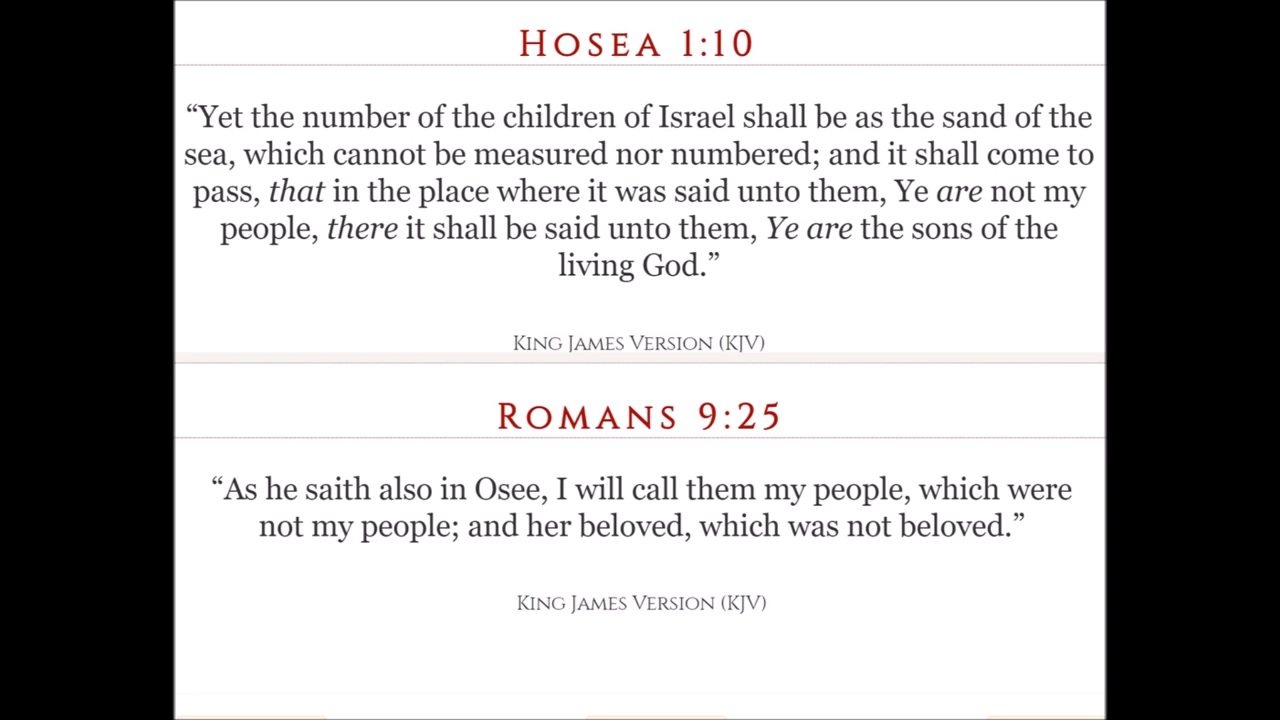 Hosea 1:10
“Yet the number of the children of Israel shall be as the sand of the
sea, which cannot be measured nor numbered; and it shall come to
pass, that in the place where it was said unto them, Ye are not my
people, there it shall be said unto them, Ye are the sons of the
living God.”
King James Version (KJV)
Romans 9:25
“As he saith also in Osee, I will call them my people, which were
not my people; and her beloved, which was not beloved.”
King James Version (KJV)